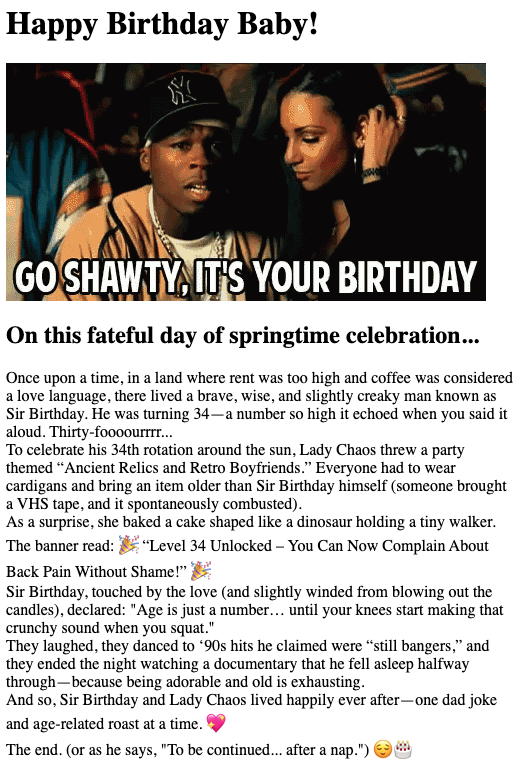 Happy Birthday Baby!
NY
GO SHAWTY, IT'S YOUR BIRTHDAY
On this fateful day of springtime celebration...
Once upon a time, in a land where rent was too high and coffee was considered
a love language, there lived a brave, wise, and slightly creaky man known as
Sir Birthday. He was turning 34—a number so high it echoed when you said it
aloud. Thirty-foooourrrr...
To celebrate his 34th rotation around the sun, Lady Chaos threw a party
themed “Ancient Relics and Retro Boyfriends.” Everyone had to wear
cardigans and bring an item older than Sir Birthday himself (someone brought
a VHS tape, and it spontaneously combusted).
As a surprise, she baked a cake shaped like a dinosaur holding a tiny walker.
The banner read: 🎉 “Level 34 Unlocked – You Can Now Complain About
Back Pain Without Shame!” 🎉
Sir Birthday, touched by the love (and slightly winded from blowing out the
candles), declared: "Age is just a number… until your knees start making that
crunchy sound when you squat."
They laughed, they danced to ‘90s hits he claimed were “still bangers,” and
they ended the night watching a documentary that he fell asleep halfway
through—because being adorable and old is exhausting.
And so, Sir Birthday and Lady Chaos lived happily ever after—one dad joke
and age-related roast at a time. 💖
The end. (or as he says, "To be continued... after a nap.") 😌🎂